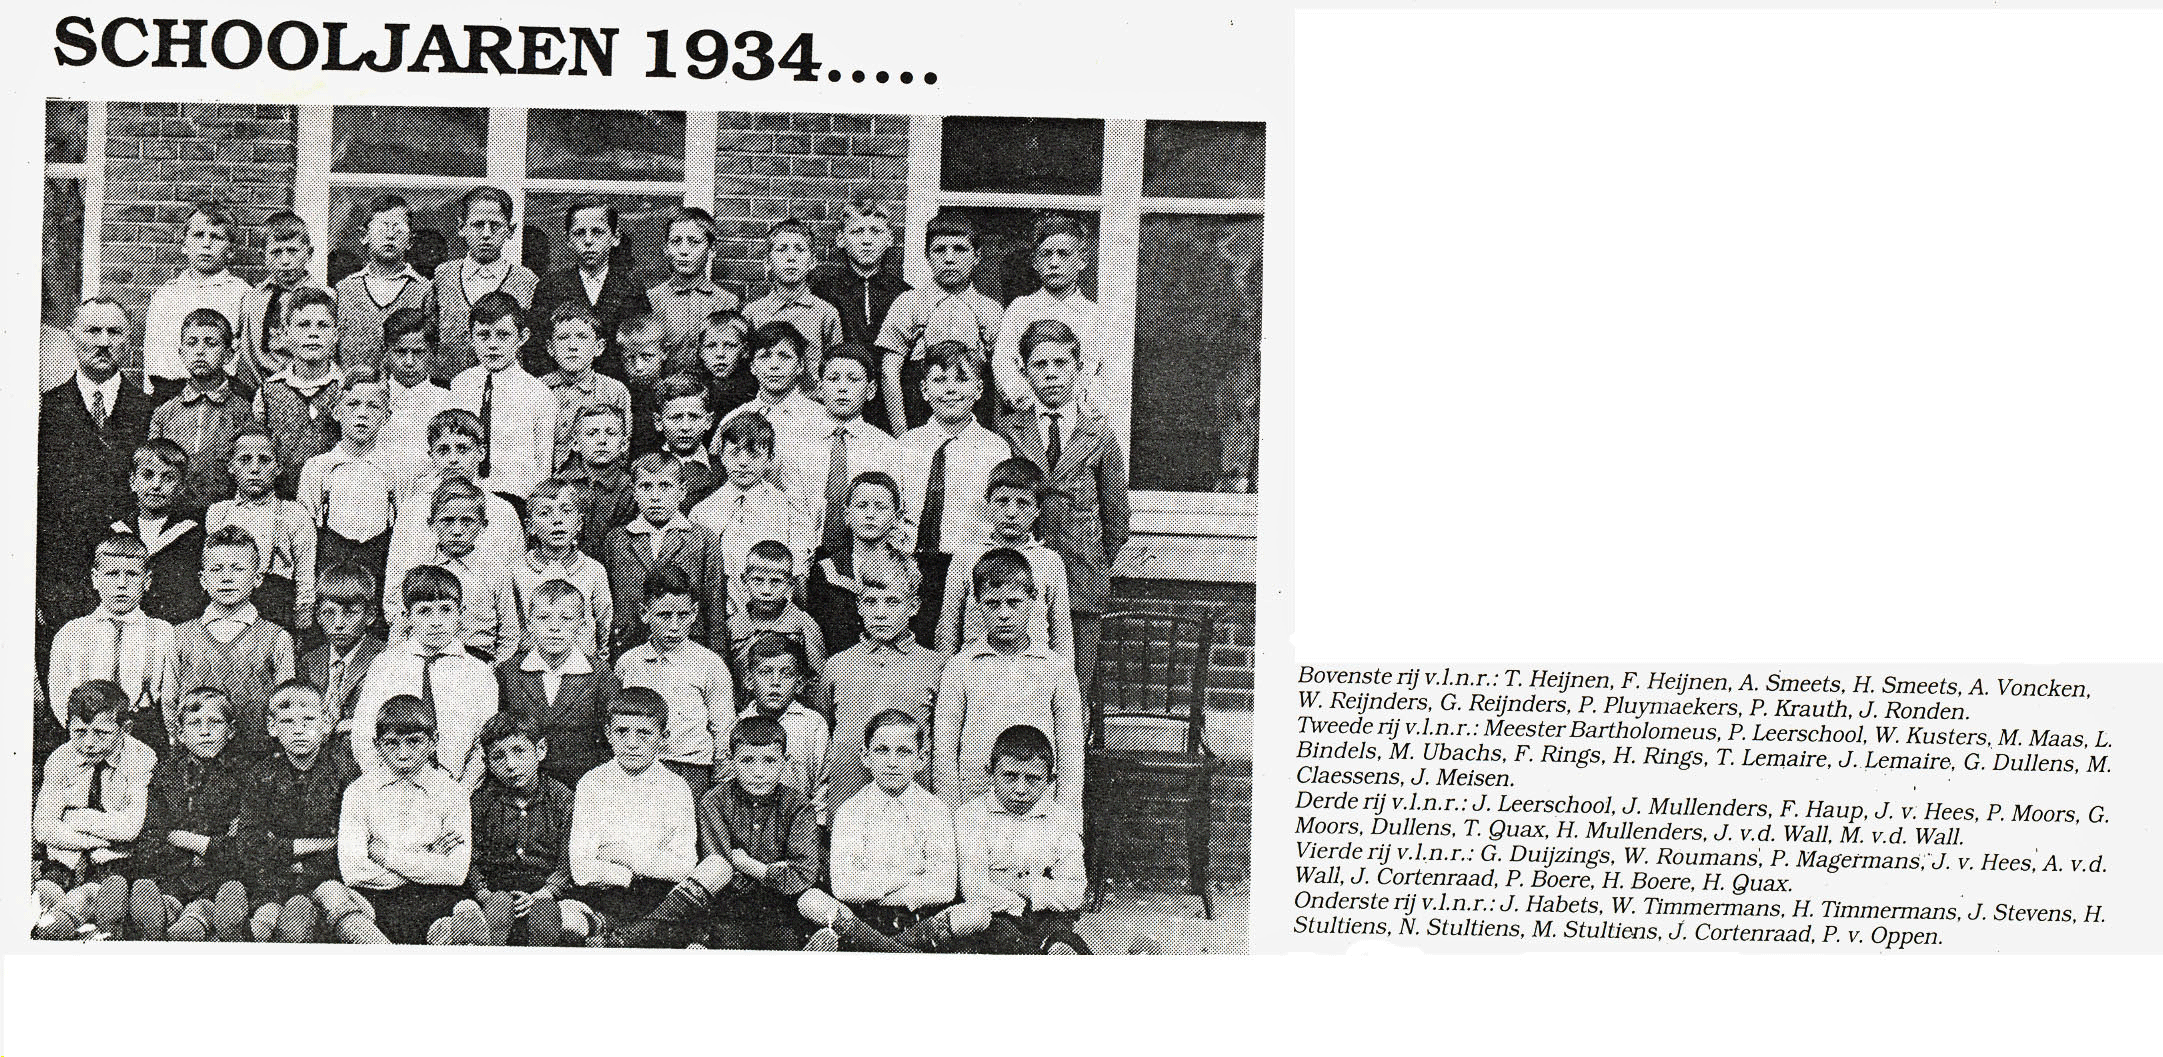 SCHOOLJAREN 1934.....
Bovenste rij v.l.n.r.: T. Heijnen, F. Heijnen, A. Smeets, H. Smeets, A. Voncken,
W. Reijnders, G. Reijnders, P. Pluymaekers, P. Krauth, J. Ronden.
Tweede rij v.l.n.r.: Meester Bartholomeus, P. Leerschool, W. Kusters, M. Maas, L.
Bindels, M. Ubachs, F. Rings, H. Rings, T. Lemaire, J. Lemaire, G. Dullens, M.
Claessens, J. Meisen.
Derde rij v.l.n.r.: J. Leerschool, J. Mullenders, F. Haup, J. v. Hees, P. Moors, G.
Moors, Dullens, T. Quax, H. Mullenders, J. v.d. Wall, M. v.d. Wall.
Vierde rij v.l.n.r.: G. Duijzings, W. Roumans, P. Magermans, J. v. Hees, A. v.d.
Wall, J. Cortenraad, P. Boere, H. Boere, H. Quax.
Onderste rij v.l.n.r.: J. Habets, W. Timmermans, H. Timmermans, J. Stevens, H.
Stultiens, N. Stultiens, M. Stultiens, J. Cortenraad, P. v. Oppen.